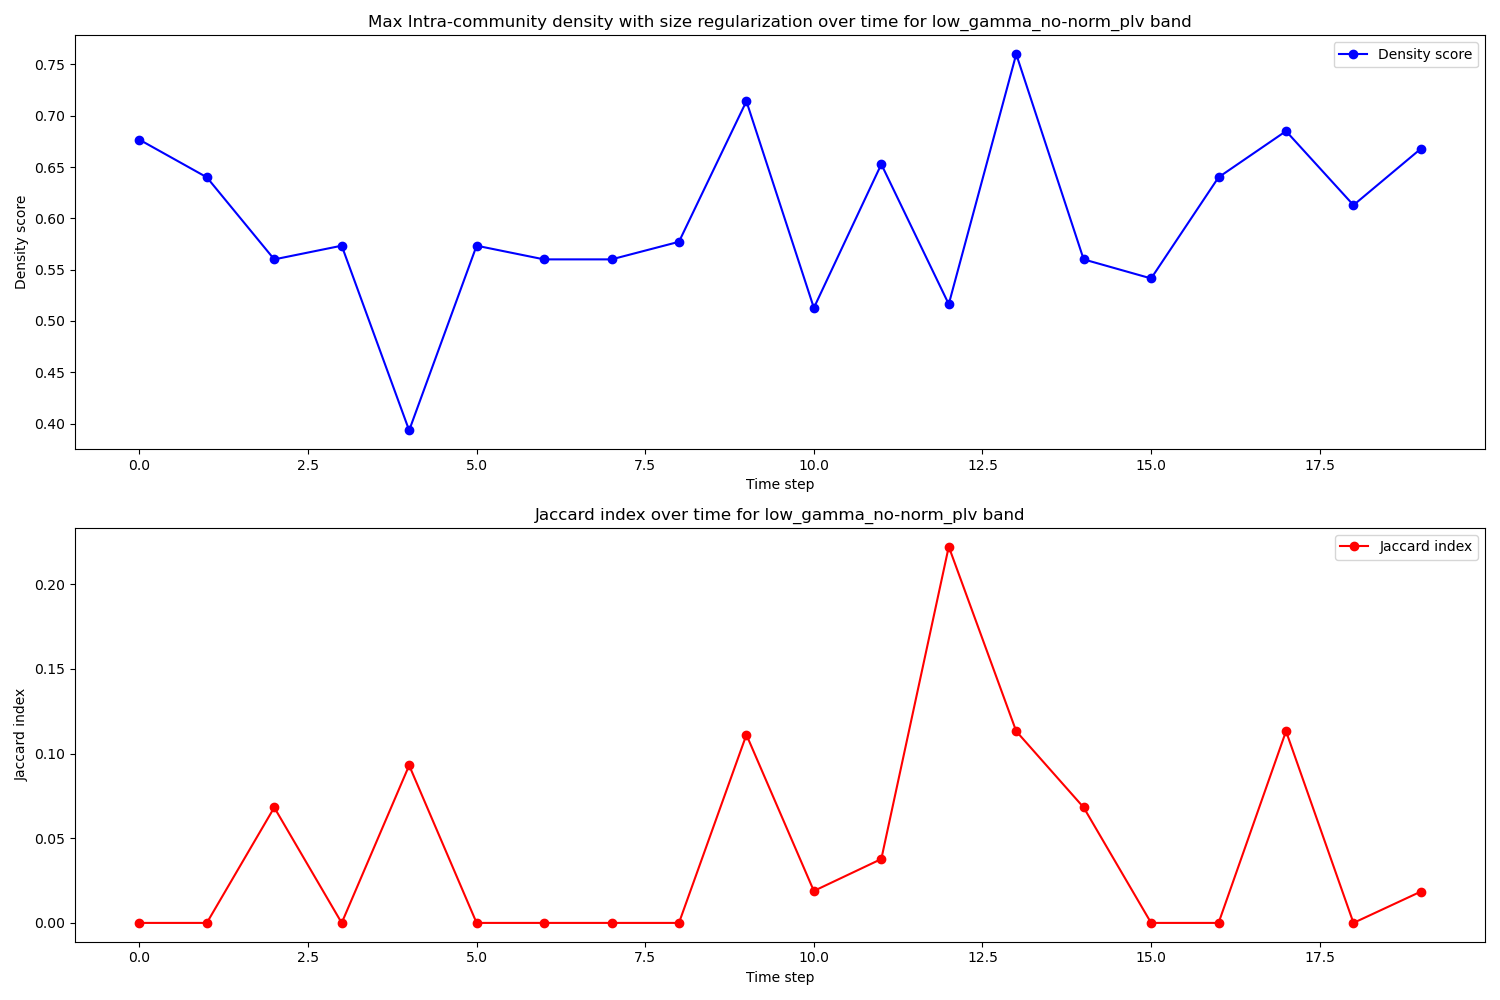 Max Intra-community density with size regularization over time for low_gamma_no-norm_plv band
Density score
0.75
0.70
0.65
0.60
0.55
0.50
0.45
0.40
Density score
0.0 2.5 5.0 7.5 10.0 12.5 15.0 17.5
Time step
Jaccard index over time for low_gamma_no-norm_plv band
Jaccard index
0.20
0.15
0.10
0.05
0.00
Jaccard index
0.0 2.5 5.0 7.5 10.0 12.5 15.0 17.5
Time step